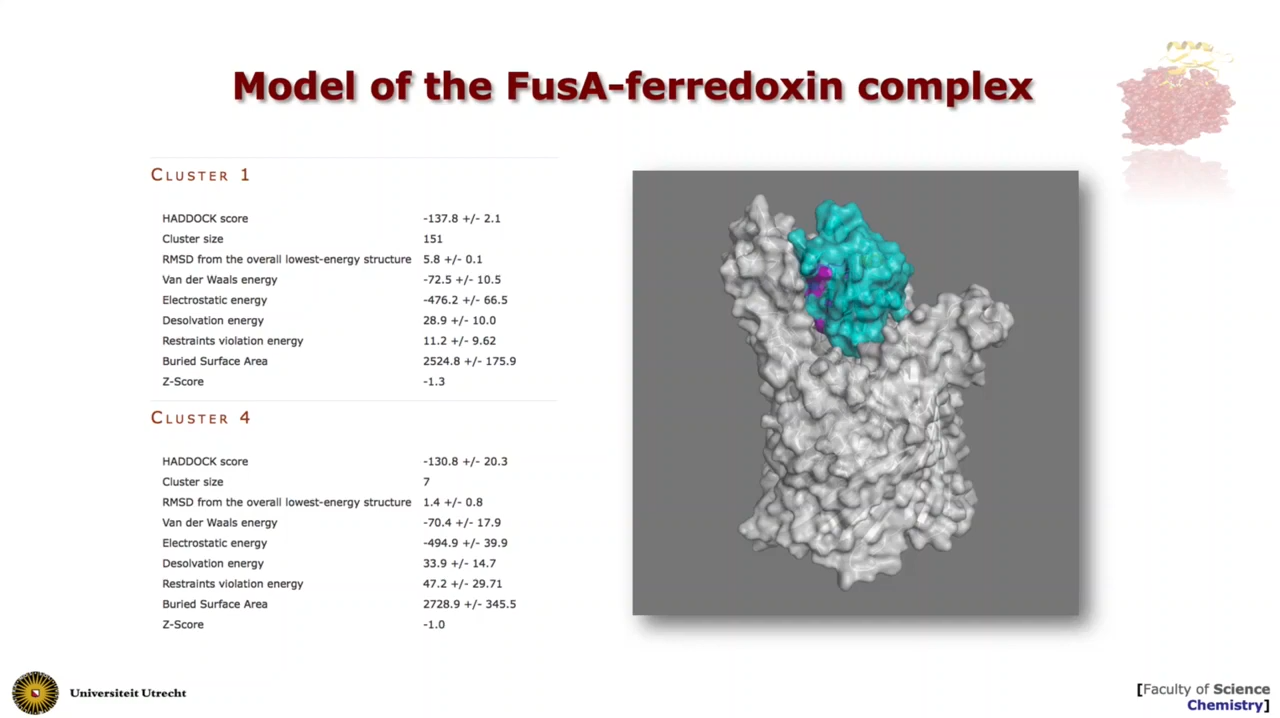 Model of the FusA-ferredoxin complex
CLUSTER 1
HADDOCK score -137.8 +/- 2.1
Cluster size 151
RMSD from the overall lowest-energy structure 5.8 +/- 0.1
Van der Waals energy -72.5 +/- 10.5
Electrostatic energy -476.2 +/- 66.5
Desolvation energy 28.9 +/- 10.0
Restraints violation energy 11.2 +/- 9.62
Buried Surface Area 2524.8 +/- 175.9
Z-Score -1.3
CLUSTER 4
HADDOCK score -130.8 +/- 20.3
Cluster size 7
RMSD from the overall lowest-energy structure 1.4 +/- 0.8
Van der Waals energy -70.4 +/- 17.9
Electrostatic energy -494.9 +/- 39.9
Desolvation energy 33.9 +/- 14.7
Restraints violation energy 47.2 +/- 29.71
Buried Surface Area 2728.9 +/- 345.5
Z-Score -1.0
Universiteit Utrecht
[Faculty of Science
Chemistry]